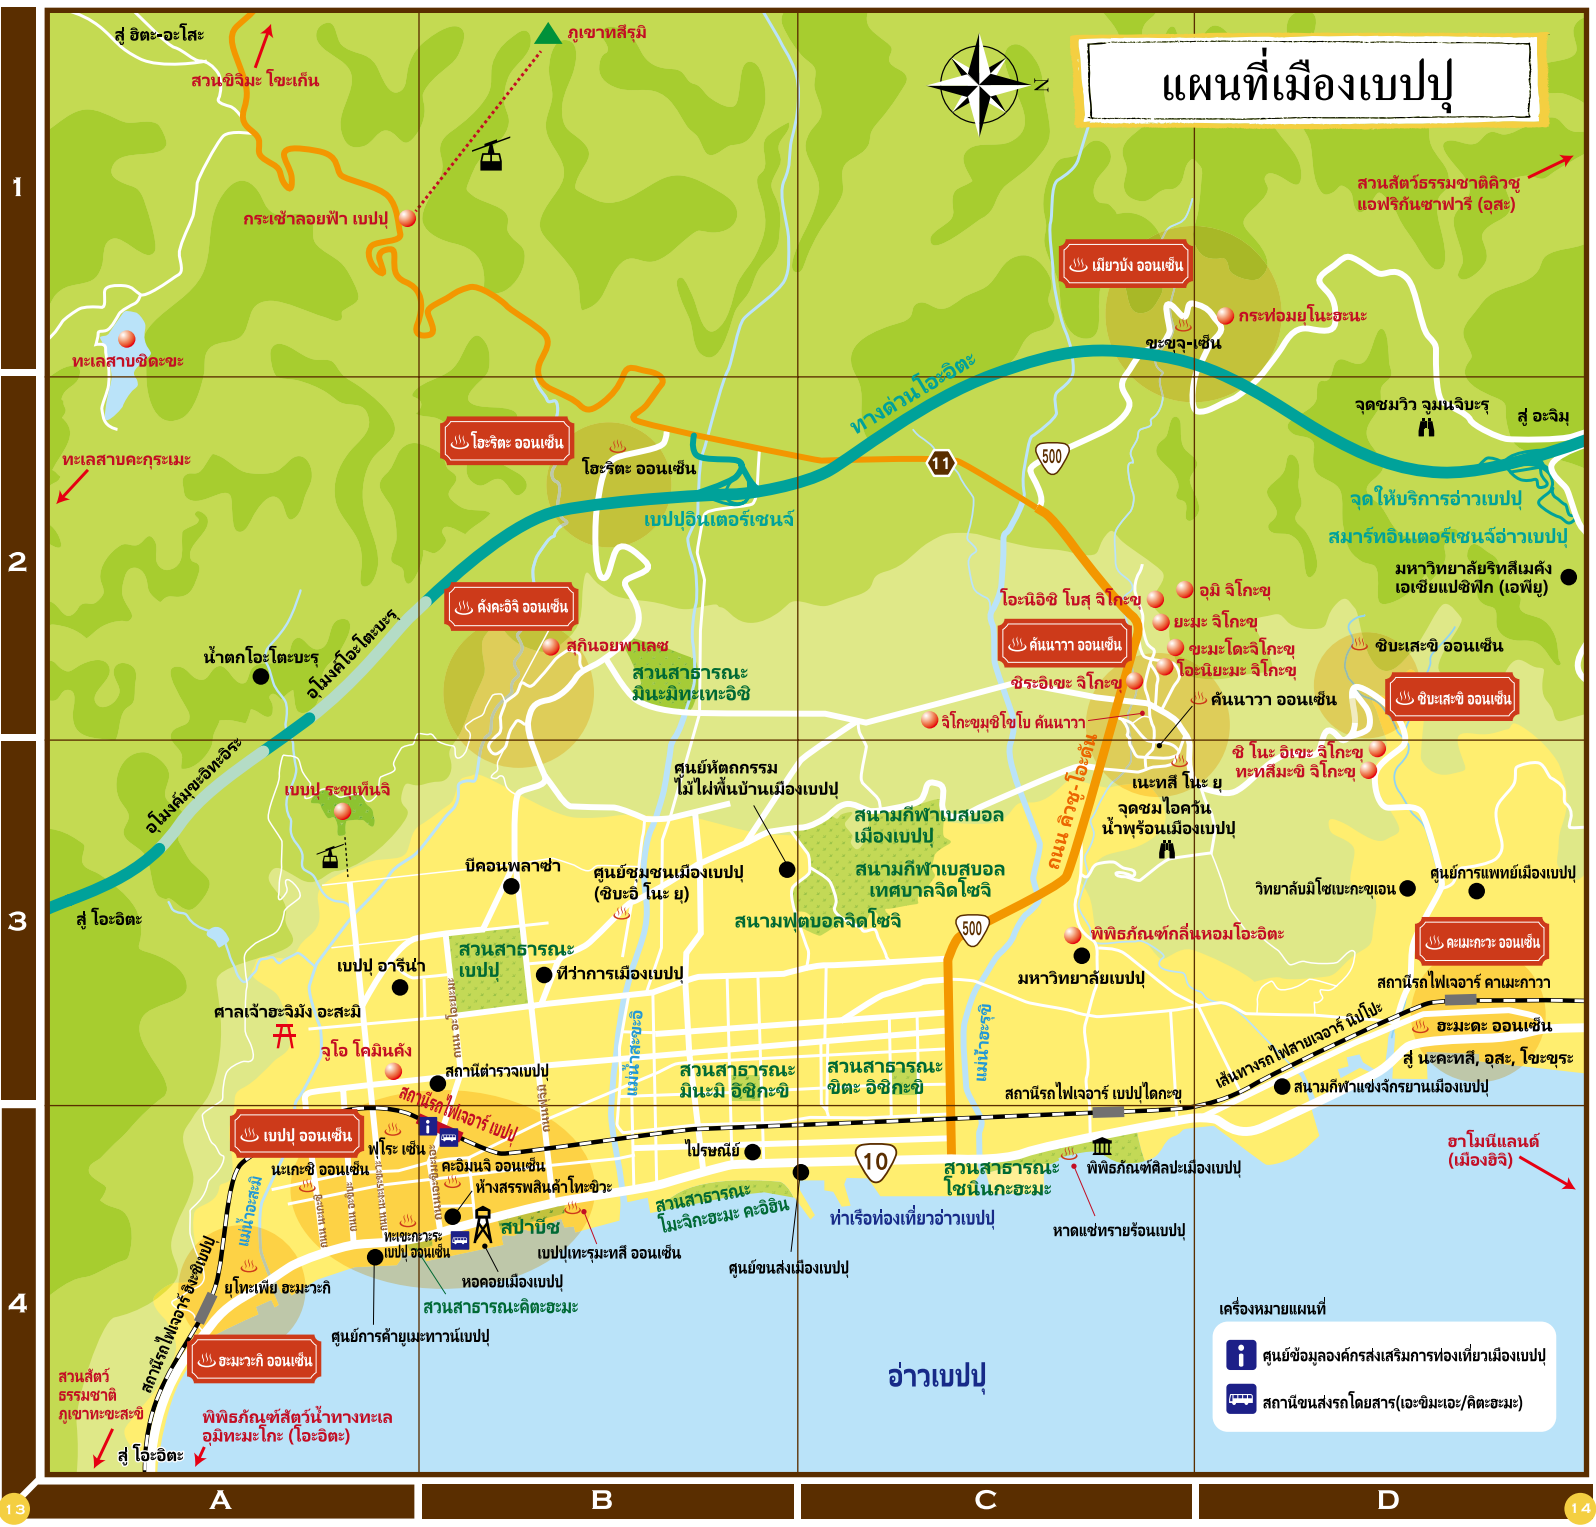 แผนที่เมืองเบปปุ
N
สู่ ฮิตะ-อะโสะ
สวนขิจิมะ โขะเก็น
ภูเขาทสึรุมิ
กระเช้าลอยฟ้า เบปปุ
สวนสัตว์ธรรมชาติคิวชู
แอฟริกันซาฟารี (อุสะ)
เมียวบัง ออนเซ็น
กระท่อมยุโนะฮะนะ
ขะขุจุ-เซ็น
ทะเลสาบชิดะขะ
1
ทางด่วนโอะอิตะ
จุดชมวิว จูมนจิบะรุ
สู่ อะจิมุ
ทะเลสาบคะกุระเมะ
โฮะริตะ ออนเซ็น
โฮะริตะ ออนเซ็น
11
500
เบปปุอินเตอร์เชนจ์
จุดให้บริการอ่าวเบปปุ
สมาร์ทอินเตอร์เชนจ์อ่าวเบปปุ
มหาวิทยาลัยริทสึเมคัง
เอเชียแปซิฟิก (เอพียู)
2
คังคะอิจิ ออนเซ็น
สุกินอยพาเลซ
โอะนิอิชิ โบสุ จิโกะขุ
อุมิ จิโกะขุ
ยะมะ จิโกะขุ
คันนาวา ออนเซ็น
ขะมะโดะจิโกะขุ
โอะนิยะมะ จิโกะขุ
ชิระอิเขะ จิโกะขุ
คันนาวา ออนเซ็น
จิโกะขุมุชิโขโบ คันนาวา
ชิบะเสะขิ ออนเซ็น
ชิบะเสะขิ ออนเซ็น
น้ำตกโอะโตะบะรุ
อุโมงค์โอะโตะบะรุ
สวนสาธารณะ
มินะมิทะเทะอิชิ
อุโมงค์มุขะอิทะอิระ
เบบปุ ระขเท็นจิ
ศูนย์หัตถกรรม
ไม้ไผ่พื้นบ้านเมืองเบปปุ
ชิ โนะ อิเขะ จิโกะขุ
ทะทสึมะขิ จิโกะขุ
เนะทสึ โนะ ยุ
จุดชมไอควัน
น้ำพุร้อนเมืองเบปปุ
ถนน คิวชู-โอะดัน
สนามกีฬาเบสบอล
เมืองเบปปุ
สนามกีฬาเบสบอล
เทศบาลจิดโซจิ
สนามฟุตบอลจิดโซจิ
บีคอนพลาซ่า
ศูนย์ชุมชนเมืองเบปปุ
(ชิบะอิ โนะ ยุ)
ศูนย์การแพทย์เมืองเบปปุ
วิทยาลับมิโซเบะกะขุเอน
3
สู่ โอะอิตะ
500
พิพิธภัณฑ์กลิ่นหอมโอะอิตะ
มหาวิทยาลัยเบปปุ
คะเมะกะวะ ออนเซ็น
สถานีรถไฟเจอาร์ คาเมะกาวา
สวนสาธารณะ
เบปปุ
เบปปุ อารีน่า
ที่ว่าการเมืองเบปปุ
ศาลเจ้าฮะจิมัง อะสะมิ
จูโอ โคมินคัง
แม่น้ำสะขะอิ
แม่น้ำฮะรุขิ
เส้นทางรถไฟสายเจอาร์ นิปโปะ
ฮะมะดะ ออนเซ็น
สู่ นะคะทสึ, อุสะ, โขะขุระ
สถานีตำรวจเบปปุ
สวนสาธารณะ
มินะมิ อิชิกะขิ
สวนสาธารณะ
ขิตะ อิชิกะขิ
สถานีรถไฟเจอาร์ เบปปุไดกะขุ
สนามกีฬาแข่งจักรยานเมืองเบปปุ
สถานีรถไฟเจอาร์ เบปปุ
เบปปุ ออนเซ็น
ฟุโระ เซ็น
นะเกะชิ ออนเซ็น
คะอิมนจิ ออนเซ็น
ห้างสรรพสินค้าโทะขิวะ
ไปรษณีย์
10
สวนสาธารณะ
โชนินกะฮะมะ
พิพิธภัณฑ์ศิลปะเมืองเบปปุ
ฮาโมนีแลนด์
(เมืองฮิจิ)
แม่น้ำอะสะมิ
สปาบีช
สวนสาธารณะ
โมะจิกะฮะมะ คะอิฮิน
ท่าเรือท่องเที่ยวอ่าวเบปปุ
หาดแช่ทรายร้อนเบปปุ
ทะเขะกะวะระ
เบปปุ ออนเซ็น
เบปปุเทะรุมะทสึ ออนเซ็น
หอคอยเมืองเบปปุ
ศูนย์ขนส่งเมืองเบปปุ
ยุโทะเพีย ฮะมะวะกิ
สวนสาธารณะคิตะฮะมะ
ศูนย์การค้ายูเมะทาวน์เบปปุ
4
สถานีรถไฟเจอาร์ ฮิงะชิเบปปุ
ฮะมะวะกิ ออนเซ็น
สวนสัตว์
ธรรมชาติ
ภูเขาทะขะสะขิ
พิพิธภัณฑ์สัตว์น้ำทางทะเล
อุมิทะมะโกะ (โอะอิตะ)
สู่ โอะอิตะ
อ่าวเบปปุ
เครื่องหมายแผนที่
ศูนย์ข้อมูลองค์กรส่งเสริมการท่องเที่ยวเมืองเบปปุ
สถานีขนส่งรถโดยสาร(เอะขิมะเอะ/คิตะฮะมะ)
13
A
B
C
D
14